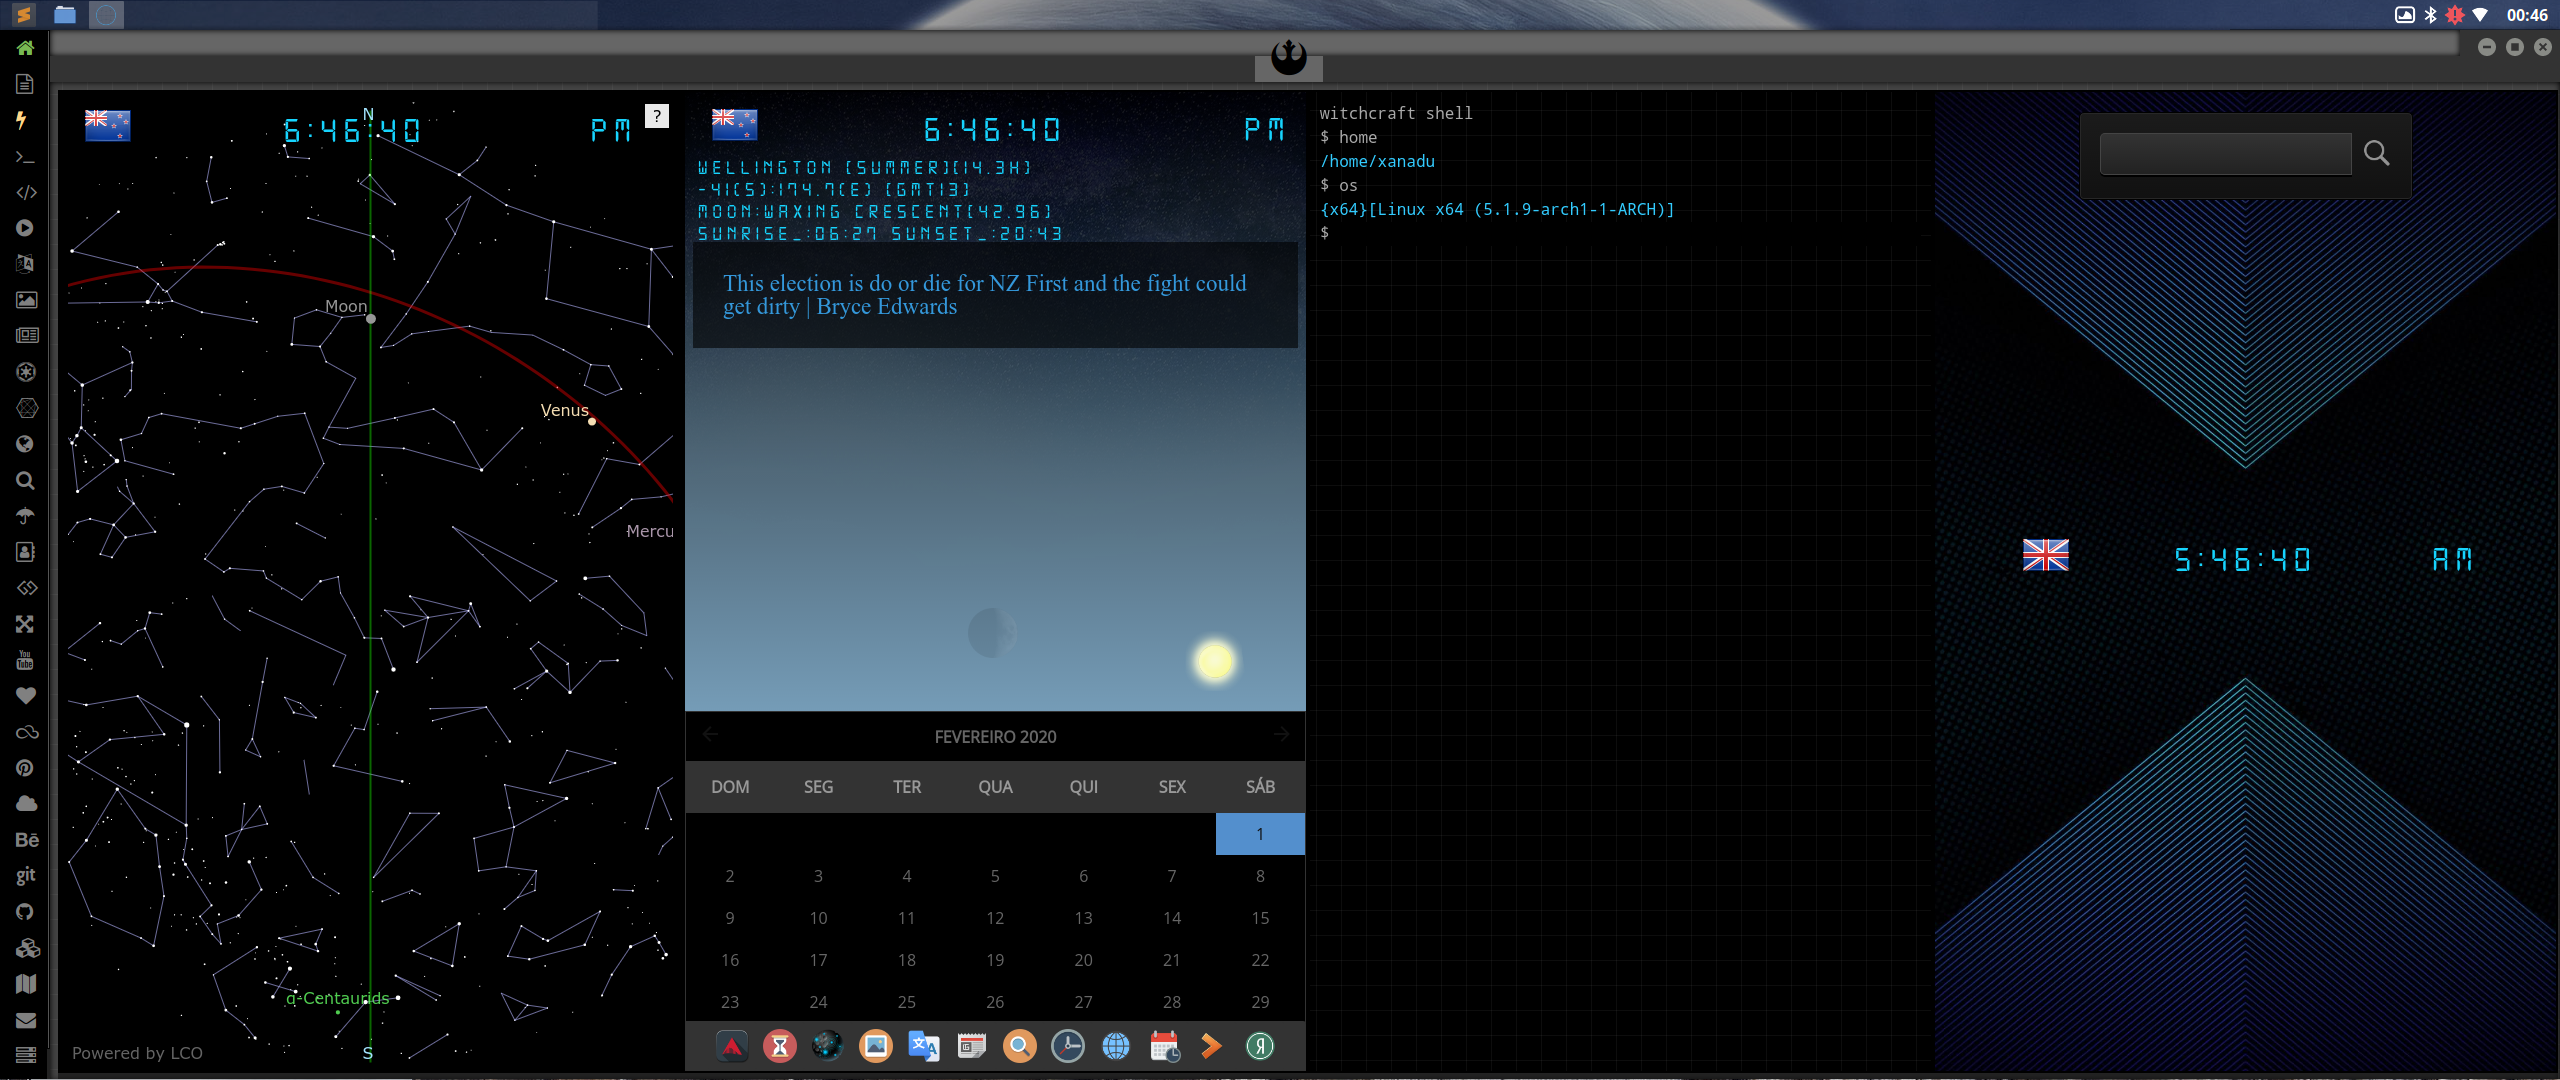 00:46
N
6:46:40 PM
?
Moon
Venus
Mercu
α-Centaurids
S
Powered by LCO
You
Tube
Bē
git
6:46:40 PM
WELLINGTON (SUMMER)[14.3H]
-41(S):174.7(E) [GMT13]
MOON:WAXING CRESCENT[42.96]
SUNRISE_:06:27 SUNSET_:20:43
This election is do or die for NZ First and the fight could
get dirty | Bryce Edwards
FEVEREIRO 2020
DOM SEG TER QUA QUI SEX SÁB
1
2 3 4 5 6 7 8
9 10 11 12 13 14 15
16 17 18 19 20 21 22
23 24 25 26 27 28 29
文 A
Я
witchcraft shell
$ home
/home/xanadu
$ os
{x64}[Linux x64 (5.1.9-arch1-1-ARCH)]
$
5:46:40 AM